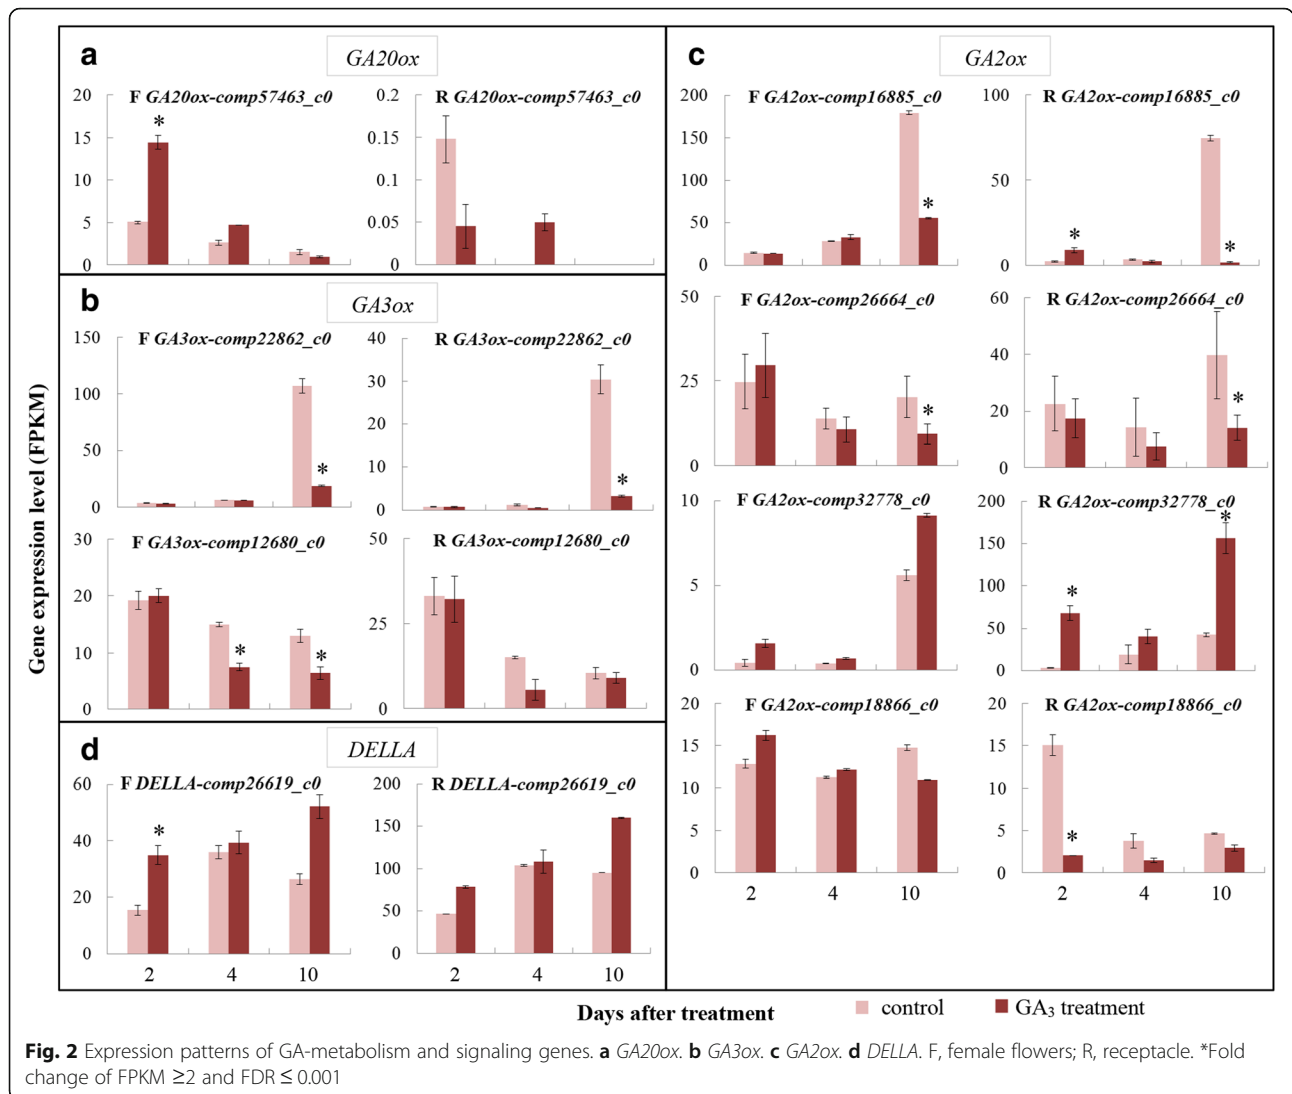 a
GA20ox
F GA20ox-comp57463_c0
20
15
10
5
0
*
R GA20ox-comp57463_c0
0.2
0.15
0.1
0.05
0
b
GA3ox
F GA3ox-comp22862_c0
150
100
50
0
*
R GA3ox-comp22862_c0
40
30
20
10
0
*
F GA3ox-comp12680_c0
30
20
10
0
*
*
R GA3ox-comp12680_c0
50
25
0
d
DELLA
F DELLA-comp26619_c0
60
40
20
0
*
2 4 10
R DELLA-comp26619_c0
200
150
100
50
0
2 4 10
c
GA2ox
F GA2ox-comp16885_c0
200
150
100
50
0
*
R GA2ox-comp16885_c0
100
50
0
*
*
F GA2ox-comp26664_c0
50
25
0
*
R GA2ox-comp26664_c0
60
40
20
0
*
F GA2ox-comp32778_c0
10
5
0
R GA2ox-comp32778_c0
200
150
100
50
0
*
*
F GA2ox-comp18866_c0
20
15
10
5
0
2 4 10
R GA2ox-comp18866_c0
20
15
10
5
0
*
2 4 10
Gene expression level (FPKM)
Days after treatment
control
GA₃ treatment
Fig. 2 Expression patterns of GA-metabolism and signaling genes. a GA20ox. b GA3ox. c GA2ox. d DELLA. F, female flowers; R, receptacle. *Fold
change of FPKM ≥2 and FDR ≤ 0.001